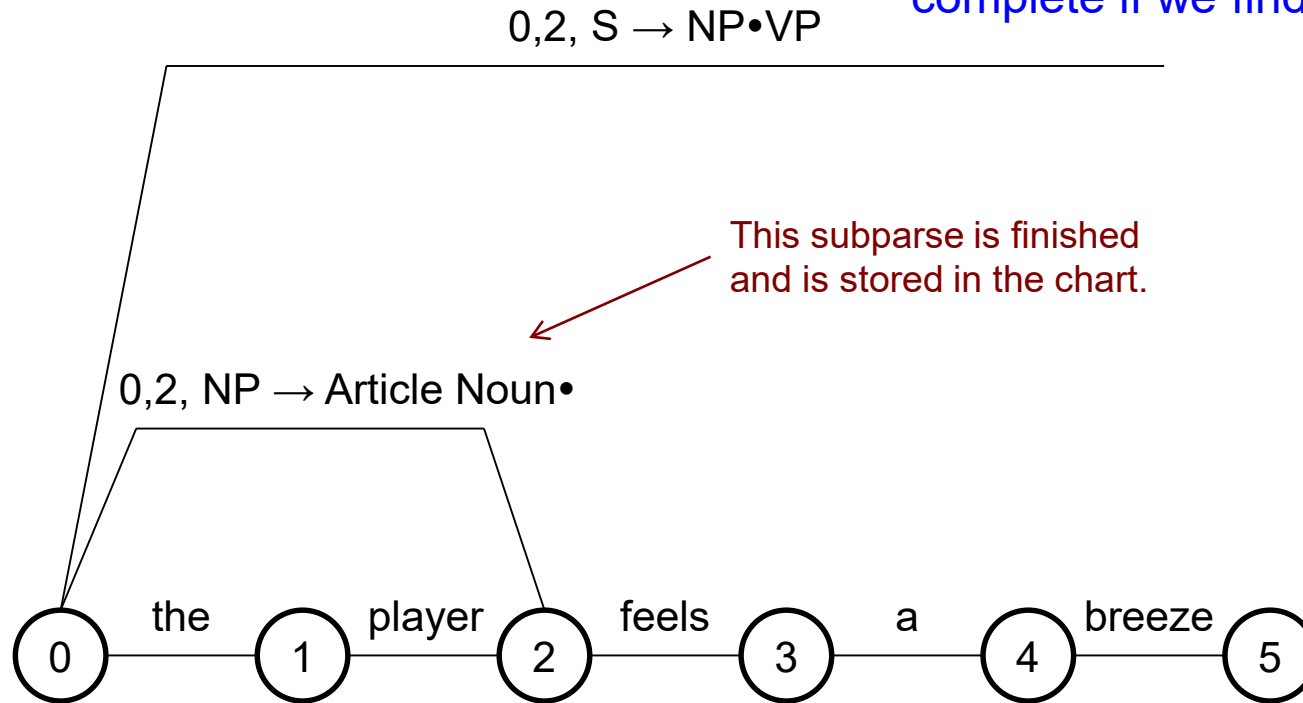 complete if we find
0,2, S → NP•VP
This subparse is finished
and is stored in the chart.
0,2, NP → Article Noun•
the player feels a breeze
0 1 2 3 4 5